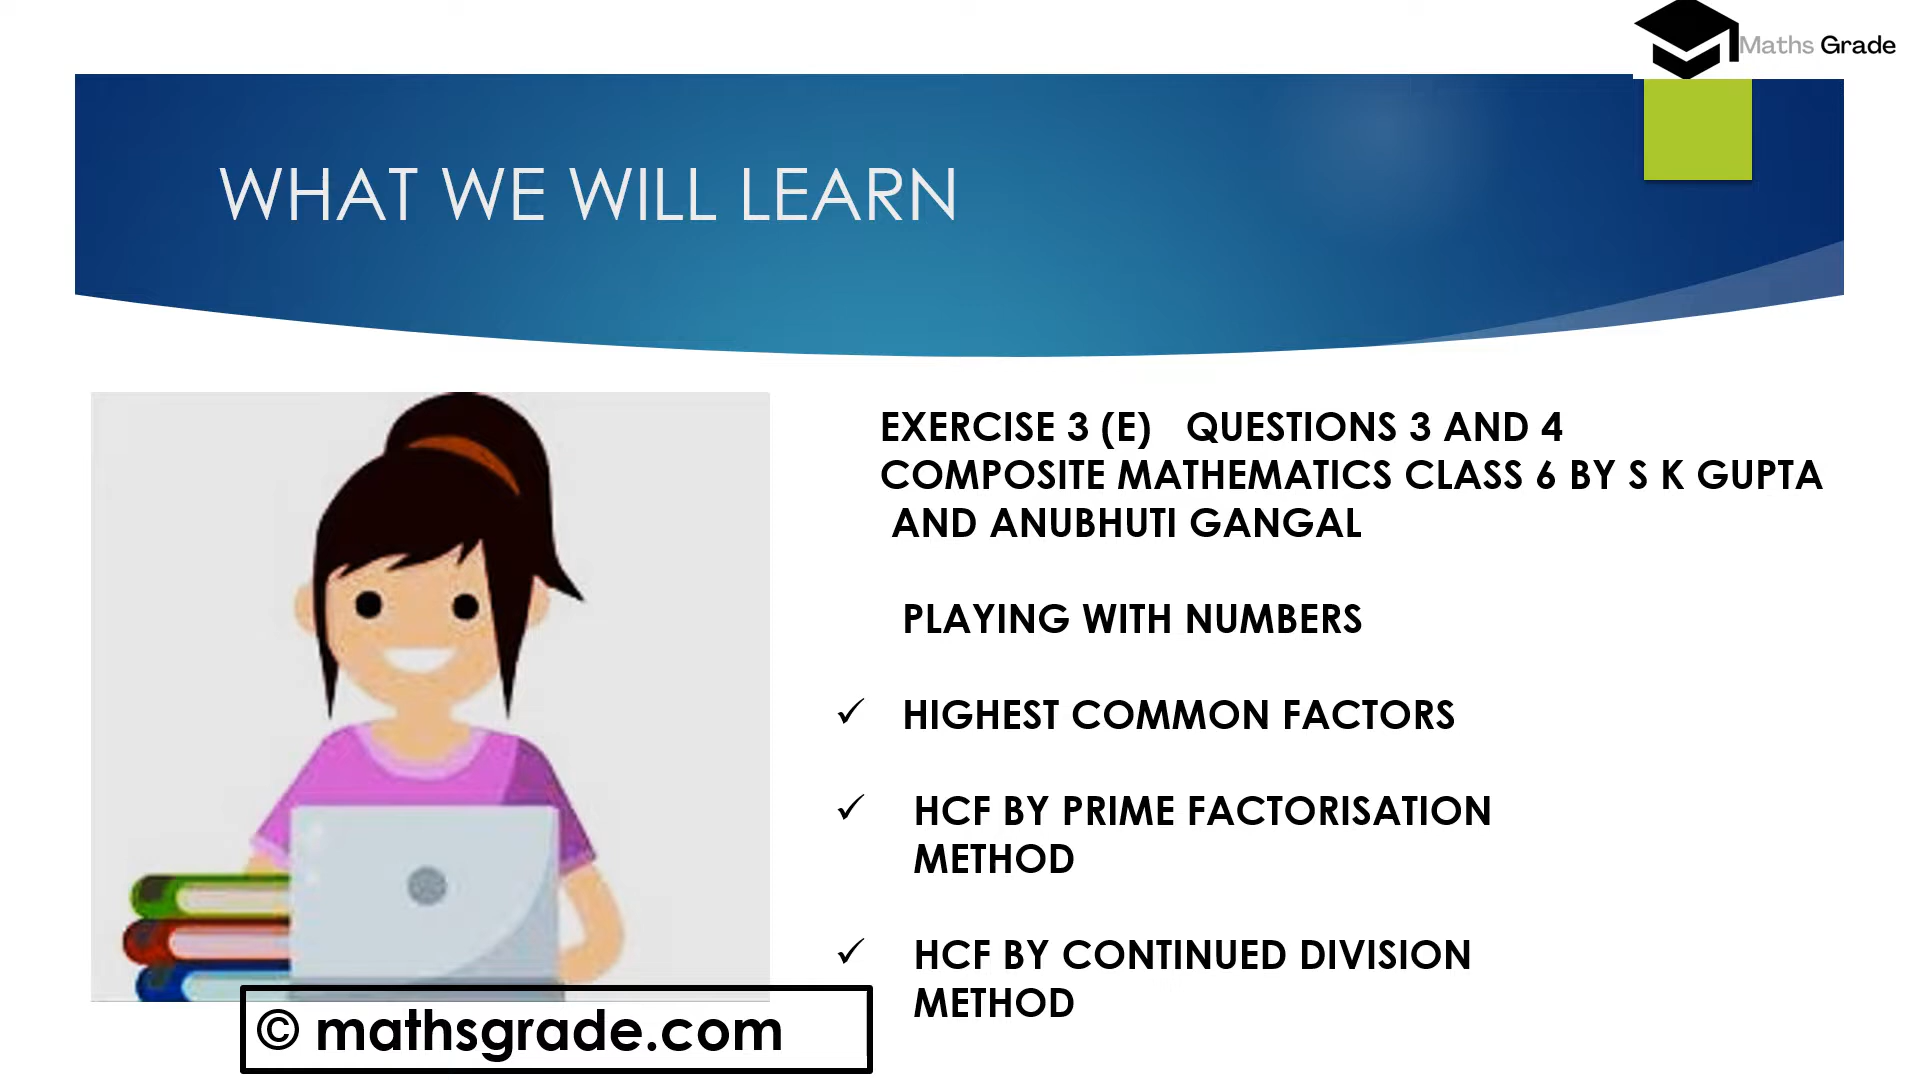 Maths Grade
WHAT WE WILL LEARN
EXERCISE 3 (E) QUESTIONS 3 AND 4
COMPOSITE MATHEMATICS CLASS 6 BY S K GUPTA
AND ANUBHUTI GANGAL
PLAYING WITH NUMBERS
✓ HIGHEST COMMON FACTORS
✓ HCF BY PRIME FACTORISATION
METHOD
✓ HCF BY CONTINUED DIVISION
METHOD
© mathsgrade.com